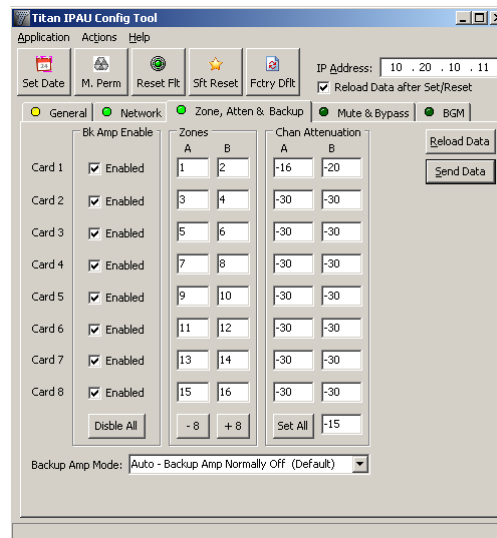 Titan IPAU Config Tool
Application Actions Help
Set Date M. Perm Reset Flt Sft Reset Fctry Dflt
IP Address: 10 . 20 . 10 . 11
Reload Data after Set/Reset
General Network Zone, Atten & Backup Mute & Bypass BGM
Bk Amp Enable Zones Chan Attenuation
A B A B
Reload Data
Send Data
Card 1 Enabled 1 2 -16 -20
Card 2 Enabled 3 4 -30 -30
Card 3 Enabled 5 6 -30 -30
Card 4 Enabled 7 8 -30 -30
Card 5 Enabled 9 10 -30 -30
Card 6 Enabled 11 12 -30 -30
Card 7 Enabled 13 14 -30 -30
Card 8 Enabled 15 16 -30 -30
Disble All - 8 + 8 Set All -15
Backup Amp Mode: Auto - Backup Amp Normally Off (Default)